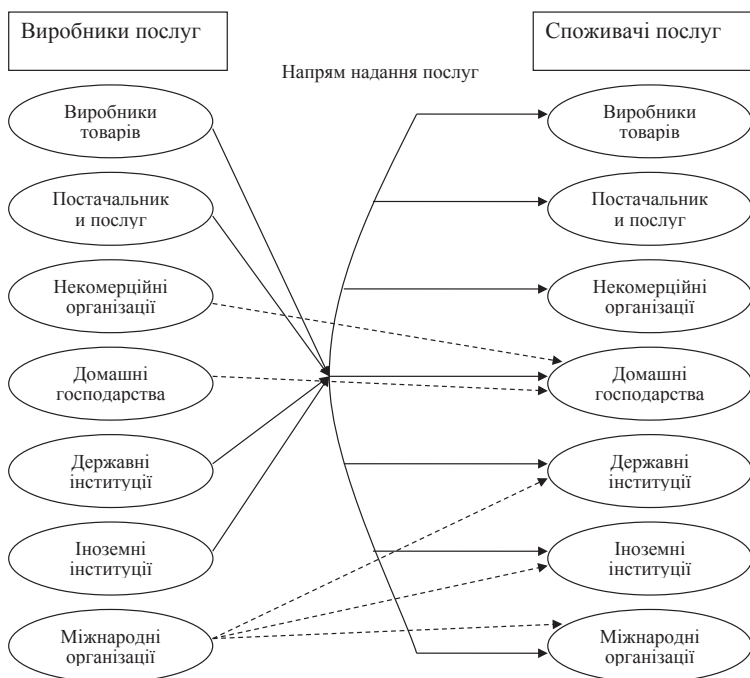 Виробники послуг
Споживачі послуг
Напрям надання послуг
Виробники
товарів
Виробники
товарів
Постачальник
и послуг
Постачальник
и послуг
Некомерційні
організації
Некомерційні
організації
Домашні
господарства
Домашні
господарства
Державні
інституції
Державні
інституції
Іноземні
інституції
Іноземні
інституції
Міжнародні
організації
Міжнародні
організації